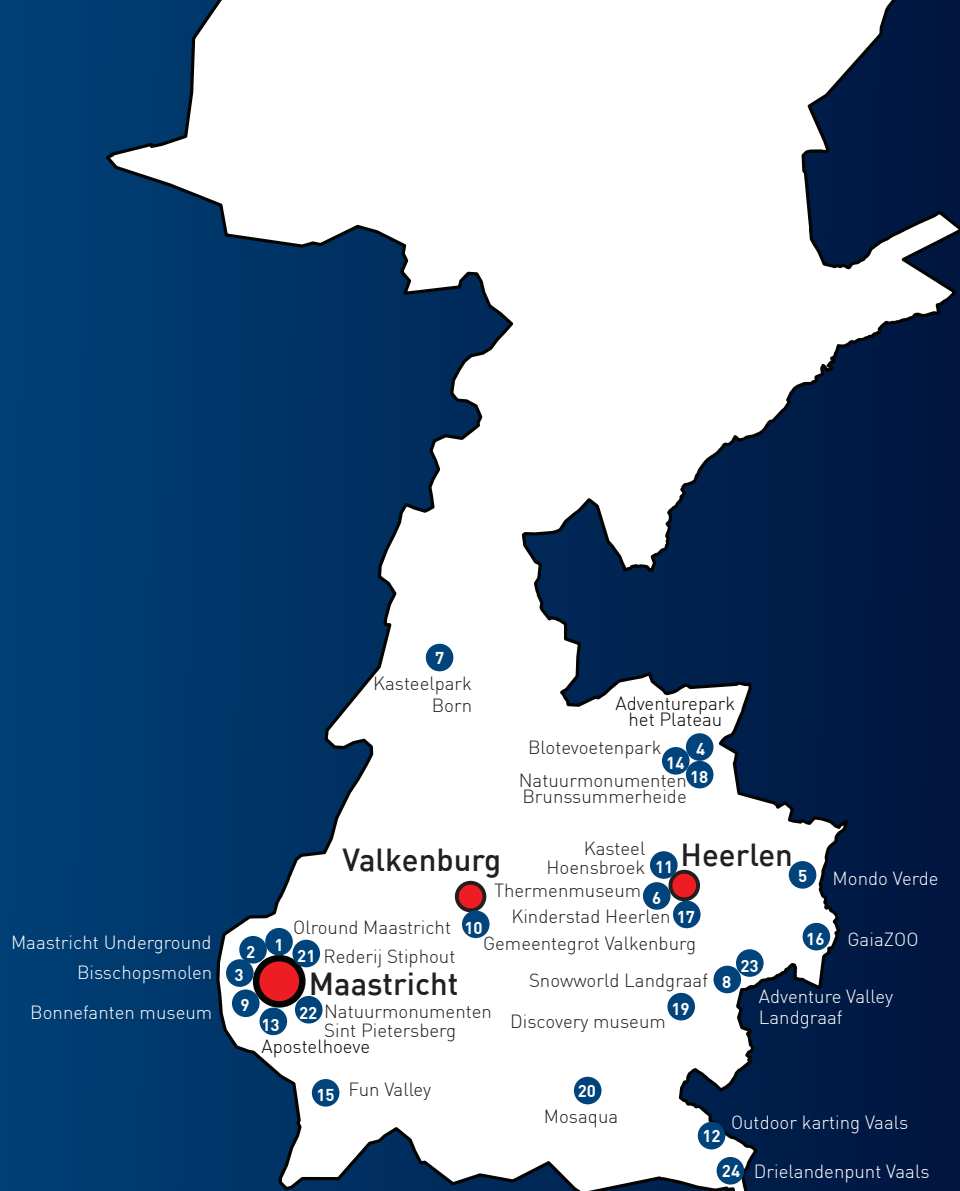 7
Kasteelpark
Born
Adventurepark
het Plateau
Blotevoetenpark
4
14
18
Natuurmonumenten
Brunssummerheide
Kasteel
Hoensbroek
11
Heerlen
Valkenburg
Thermenmuseum
6
5
Mondo Verde
Kinderstad Heerlen
17
10
Gemeentegrot Valkenburg
16
GaiaZOO
Olround Maastricht
1
Maastricht Underground
2
21
Rederij Stiphout
Bisschopsmolen
3
Maastricht
Bonnefanten museum
9
13
22
Natuurmonumenten
Sint Pietersberg
Apostelhoeve
23
Snowworld Landgraaf
8
Adventure Valley
Landgraaf
Discovery museum
19
15
Fun Valley
20
Mosaqua
12
Outdoor karting Vaals
24
Drielandenpunt Vaals